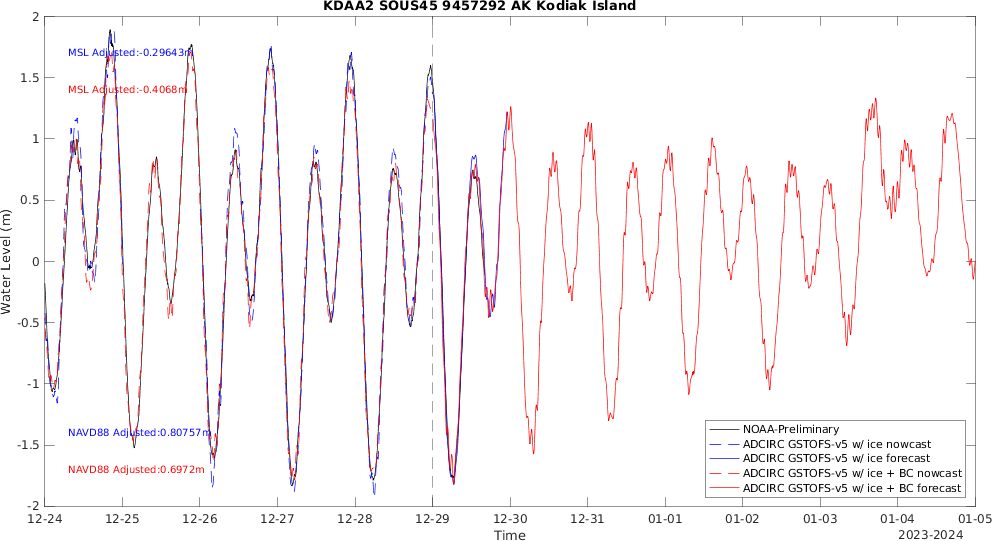 KDAA2 SOUS45 9457292 AK Kodiak Island
2
1.5
1
0.5
0
-0.5
-1
-1.5
-2
Water Level (m)
MSL Adjusted:-0.29643m
MSL Adjusted:-0.4068m
NAVD88 Adjusted:0.80757m
NAVD88 Adjusted:0.6972m
NOAA-Preliminary
ADCIRC GSTOFS-v5 w/ ice nowcast
ADCIRC GSTOFS-v5 w/ ice forecast
ADCIRC GSTOFS-v5 w/ ice + BC nowcast
ADCIRC GSTOFS-v5 w/ ice + BC forecast
12-24 12-25 12-26 12-27 12-28 12-29 12-30 12-31 01-01 01-02 01-03 01-04 01-05
Time
2023-2024